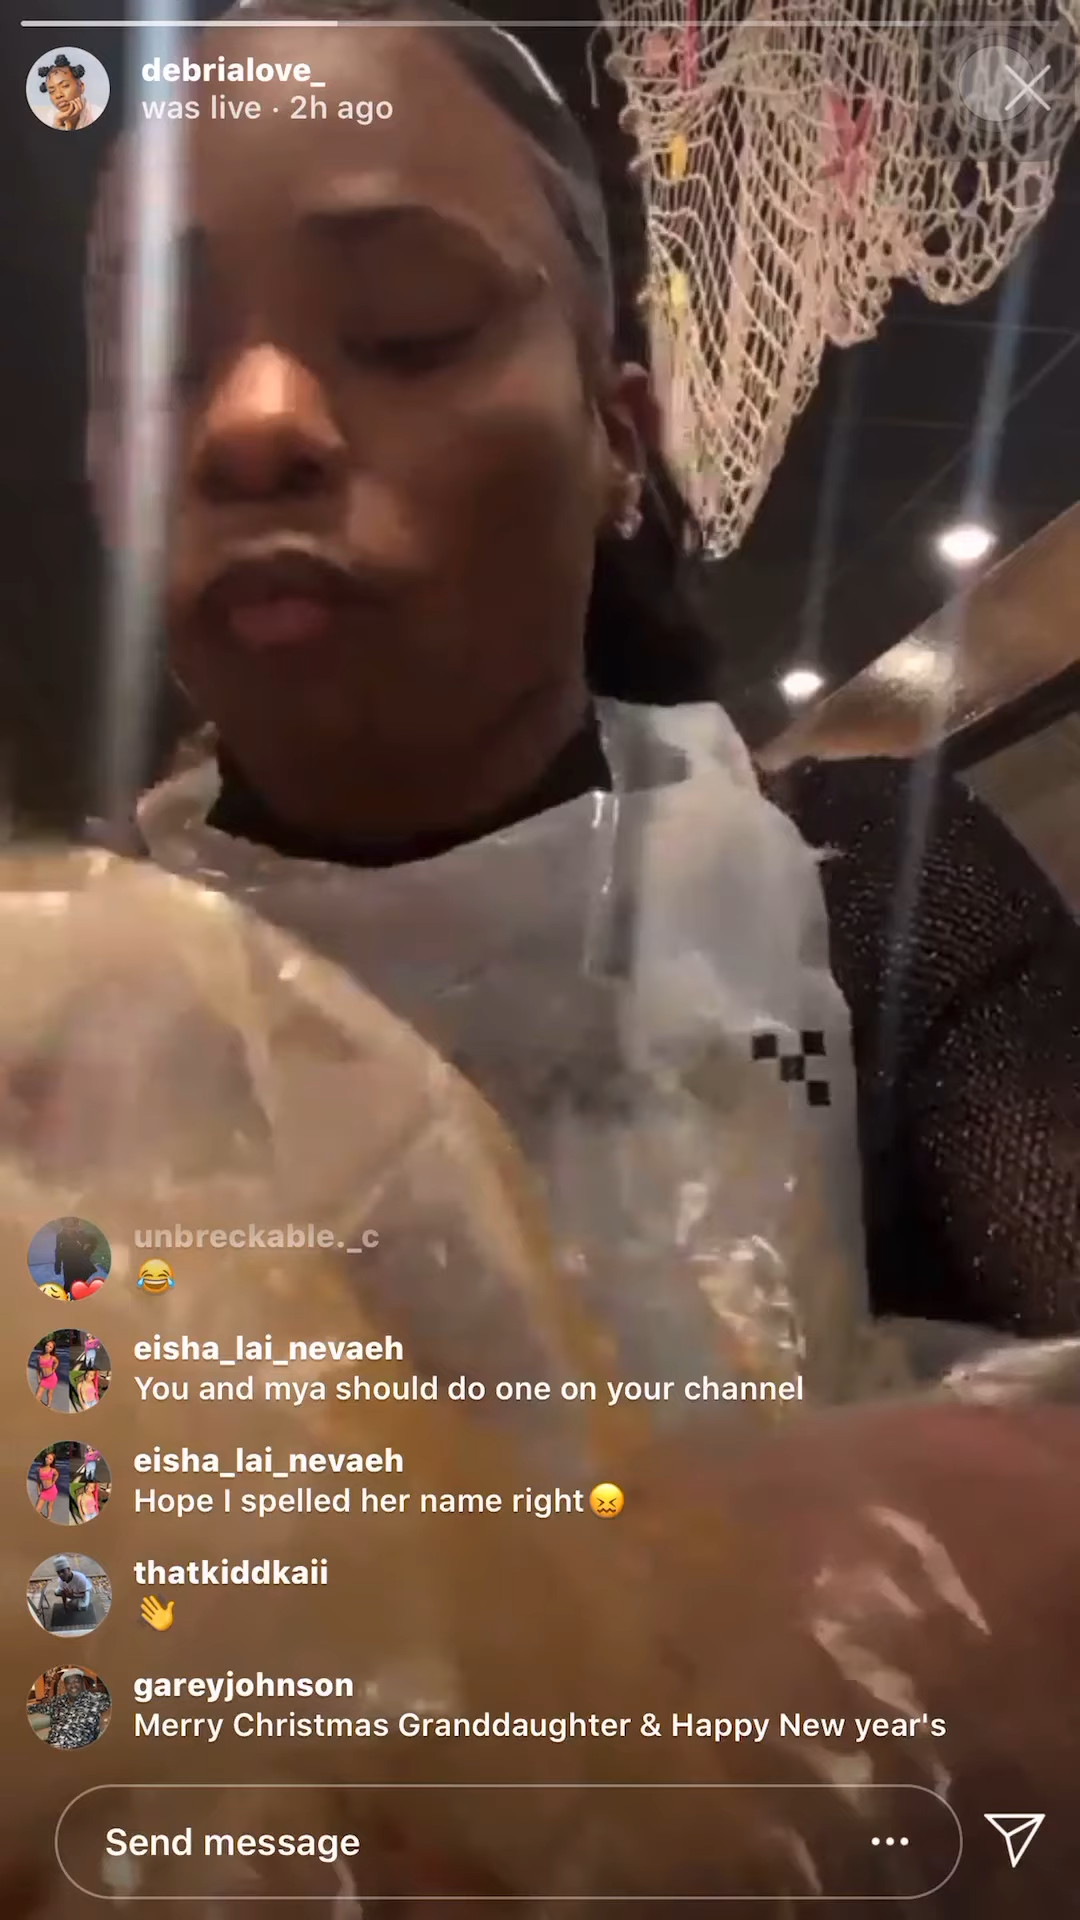 debrialove_
was live · 2h ago
unbreckable._c
😂
eisha_lai_nevaeh
You and mya should do one on your channel
eisha_lai_nevaeh
Hope I spelled her name right😖
thatkiddkaii
👋
gareyjohnson
Merry Christmas Granddaughter & Happy New year's
Send message